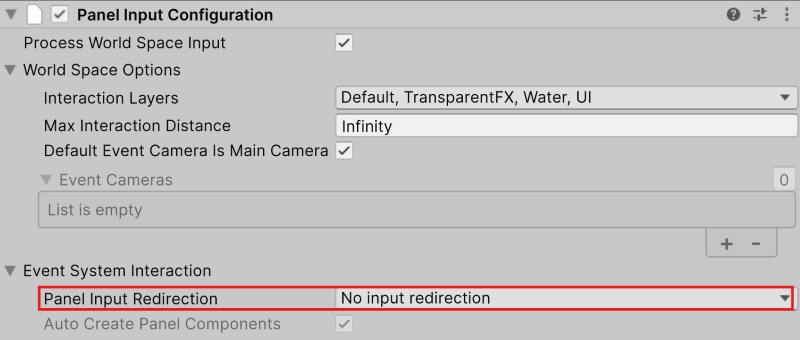 Panel Input Configuration
Process World Space Input
World Space Options
Interaction Layers Default, TransparentFX, Water, UI
Max Interaction Distance Infinity
Default Event Camera Is Main Camera
Event Cameras 0
List is empty
+ -
Event System Interaction
Panel Input Redirection No input redirection
Auto Create Panel Components